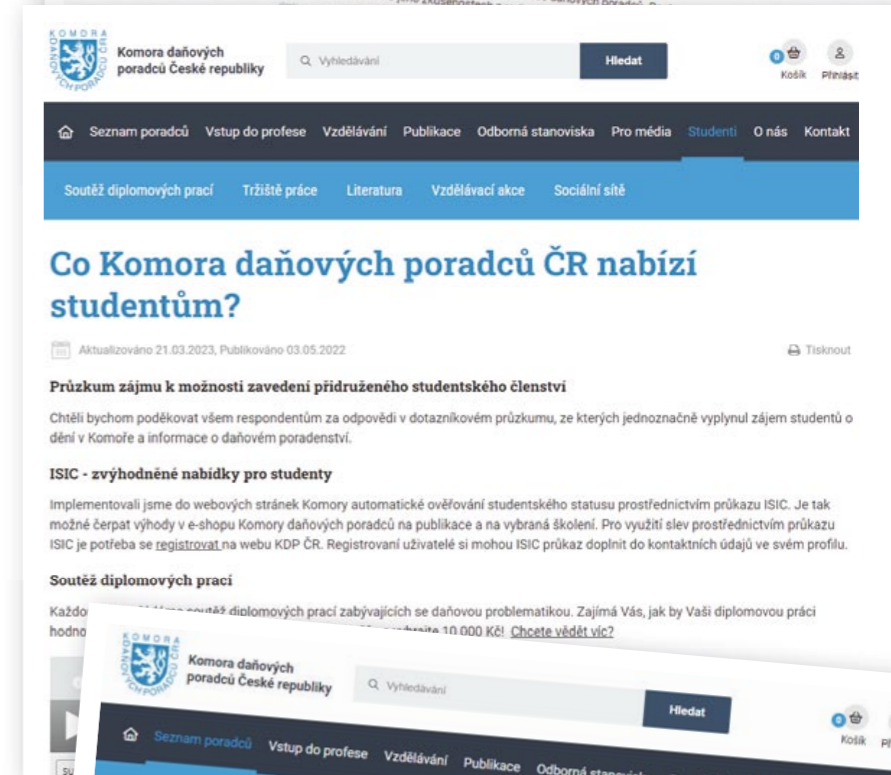 KOMORA DAŇOVÝCH PORADCŮ ČR
Komora daňových
poradců České republiky
Vyhledávání
Hledat
0
Košík
Přihlásit
Seznam poradců Vstup do profese Vzdělávání Publikace Odborná stanoviska Pro média Studenti O nás Kontakt
Soutěž diplomových prací Tržiště práce Literatura Vzdělávací akce Sociální sítě
Co Komora daňových poradců ČR nabízí
studentům?
Aktualizováno 21.03.2023, Publikováno 03.05.2022
Tisknout
Průzkum zájmu k možnosti zavedení přidruženého studentského členství
Chtěli bychom poděkovat všem respondentům za odpovědi v dotazníkovém průzkumu, ze kterých jednoznačně vyplynul zájem studentů o
dění v Komoře a informace o daňovém poradenství.
ISIC - zvýhodněné nabídky pro studenty
Implementovali jsme do webových stránek Komory automatické ověřování studentského statusu prostřednictvím průkazu ISIC. Je tak
možné čerpat výhody v e-shopu Komory daňových poradců na publikace a na vybraná školení. Pro využití slev prostřednictvím průkazu
ISIC je potřeba se registrovat na webu KDP ČR. Registrovaní uživatelé si mohou ISIC průkaz doplnit do kontaktních údajů ve svém profilu.
Soutěž diplomových prací
soutěž diplomových prací zabývajících se daňovou problematikou. Zajímá Vás, jak by Vaši diplomovou práci
10 000 Kč! Chcete vědět víc?
KOMORA DAŇOVÝCH PORADCŮ ČR
Komora daňových
poradců České republiky
Vyhledávání
Hledat
0
Košík
Seznam poradců Vstup do profese Vzdělávání Publikace Odborná